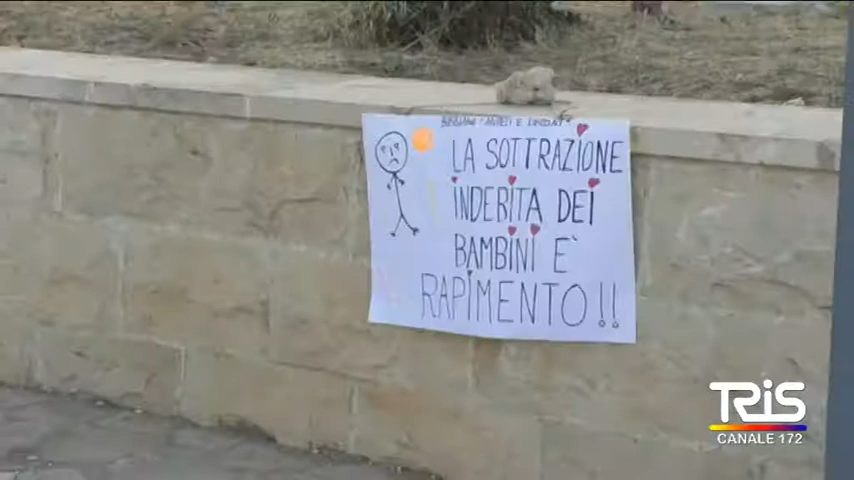 LA SOTTRAZIONE
INDEBITA DEI
BAMBINI E'
RAPIMENTO!!
TRIS
CANALE 172